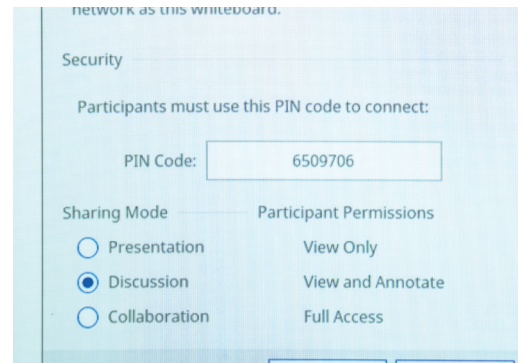 network as this whiteboard.
Security
Participants must use this PIN code to connect:
PIN Code: 6509706
Sharing Mode Participant Permissions
Presentation View Only
Discussion View and Annotate
Collaboration Full Access